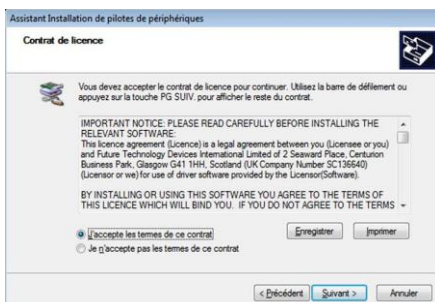 Assistant Installation de pilotes de périphériques
Contrat de licence
Vous devez accepter le contrat de licence pour continuer. Utilisez la barre de défilement ou
appuyez sur la touche PG SUIV. pour afficher le reste du contrat.
IMPORTANT NOTICE: PLEASE READ CAREFULLY BEFORE INSTALLING THE
RELEVANT SOFTWARE:
This licence agreement (Licence) is a legal agreement between you (Licensee or you)
and Future Technology Devices International Limited of 2 Seaward Place, Centurion
Business Park, Glasgow G41 1HH, Scotland (UK Company Number SC136640)
(Licensor or we) for use of driver software provided by the Licensor(Software).
BY INSTALLING OR USING THIS SOFTWARE YOU AGREE TO THE TERMS OF
THIS LICENCE WHICH WILL BIND YOU. IF YOU DO NOT AGREE TO THE TERMS
J'accepte les termes de ce contrat
Enregistrer
Imprimer
Je n'accepte pas les termes de ce contrat
< Précédent
Suivant >
Annuler